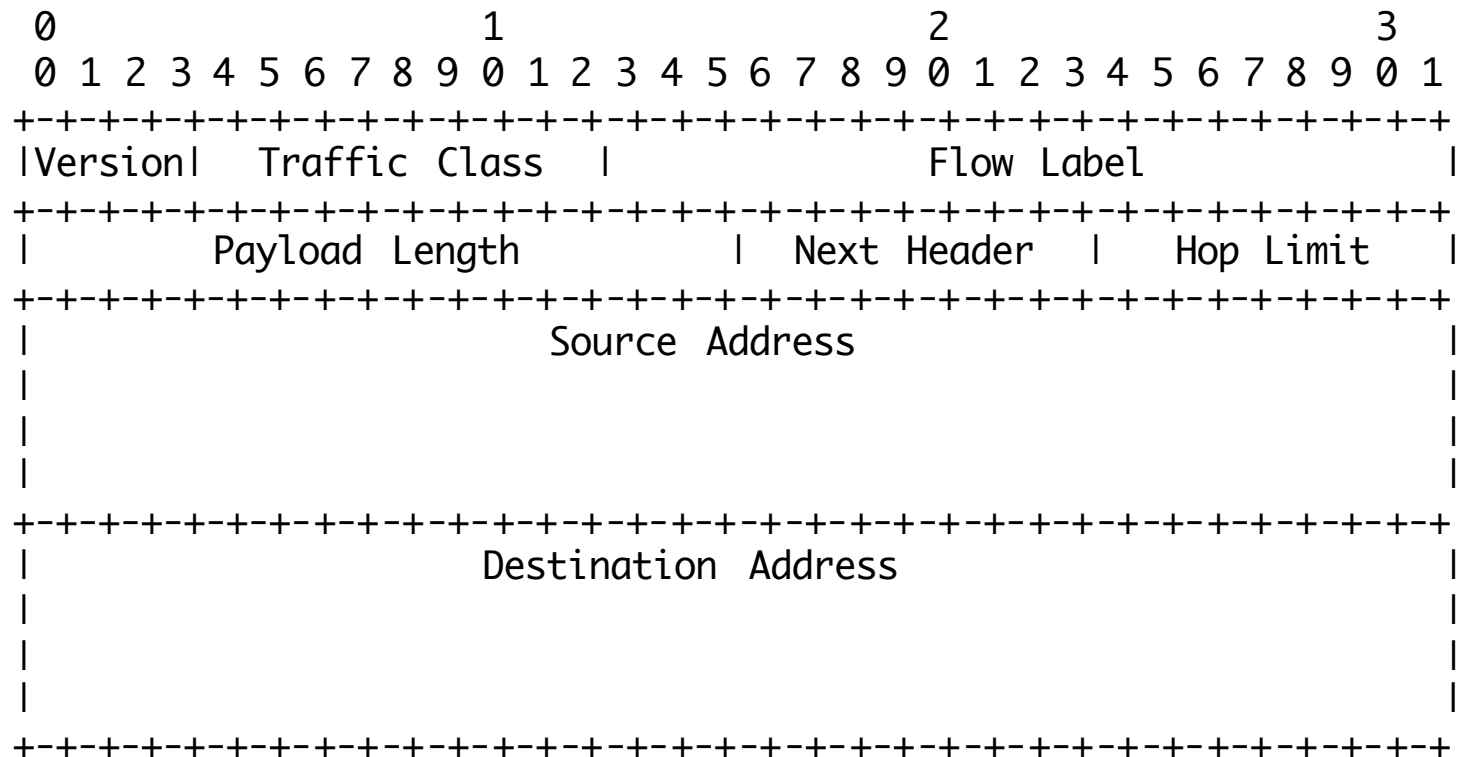 0                   1                   2                   3
0 1 2 3 4 5 6 7 8 9 0 1 2 3 4 5 6 7 8 9 0 1 2 3 4 5 6 7 8 9 0 1
+-+-+-+-+-+-+-+-+-+-+-+-+-+-+-+-+-+-+-+-+-+-+-+-+-+-+-+-+-+-+-+-+
|Version|  Traffic Class  |              Flow Label             |
+-+-+-+-+-+-+-+-+-+-+-+-+-+-+-+-+-+-+-+-+-+-+-+-+-+-+-+-+-+-+-+-+
|        Payload Length         |  Next Header  |   Hop Limit   |
+-+-+-+-+-+-+-+-+-+-+-+-+-+-+-+-+-+-+-+-+-+-+-+-+-+-+-+-+-+-+-+-+
|                       Source Address                          |
|                                                               |
|                                                               |
|                                                               |
+-+-+-+-+-+-+-+-+-+-+-+-+-+-+-+-+-+-+-+-+-+-+-+-+-+-+-+-+-+-+-+-+
|                    Destination Address                        |
|                                                               |
|                                                               |
|                                                               |
+-+-+-+-+-+-+-+-+-+-+-+-+-+-+-+-+-+-+-+-+-+-+-+-+-+-+-+-+-+-+-+-+